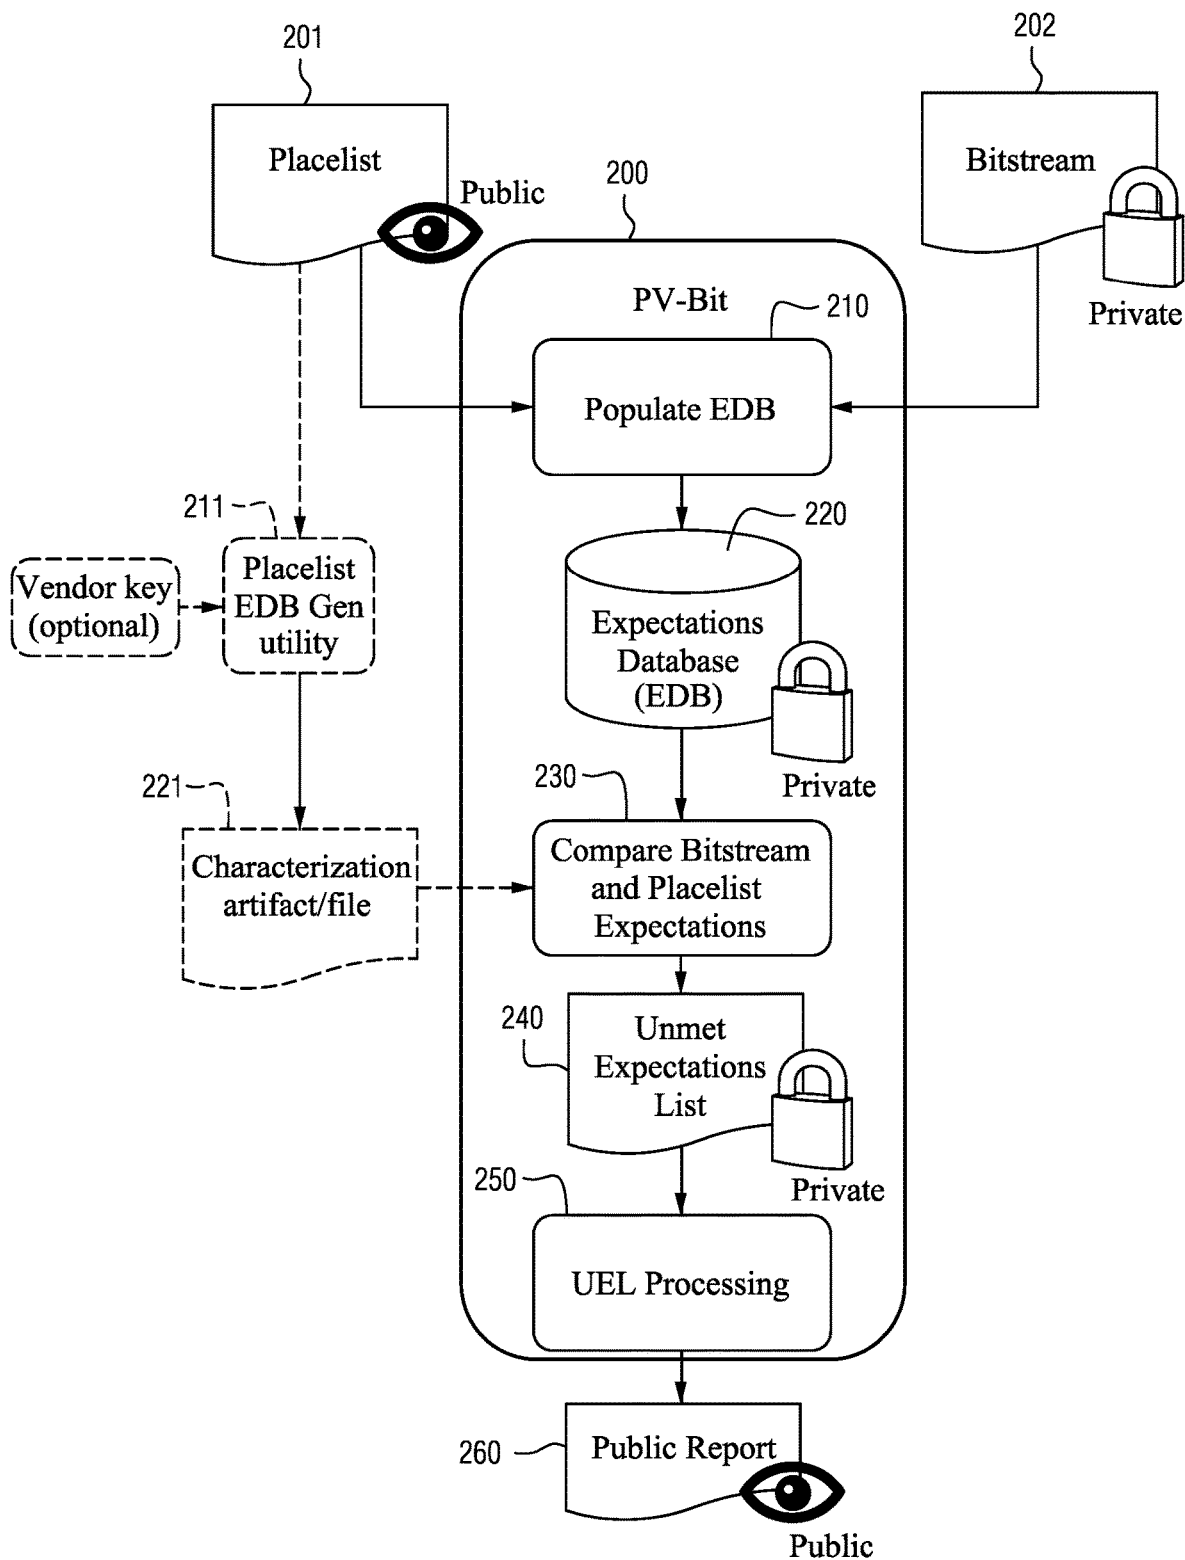 201
202
Placelist
Public
200
Bitstream
Private
PV-Bit
210
Populate EDB
211
220
Vendor key
(optional)
Placelist
EDB Gen
utility
Expectations
Database
(EDB)
Private
221
230
Characterization
artifact/file
Compare Bitstream
and Placelist
Expectations
240
Unmet
Expectations
List
Private
250
UEL Processing
260
Public Report
Public